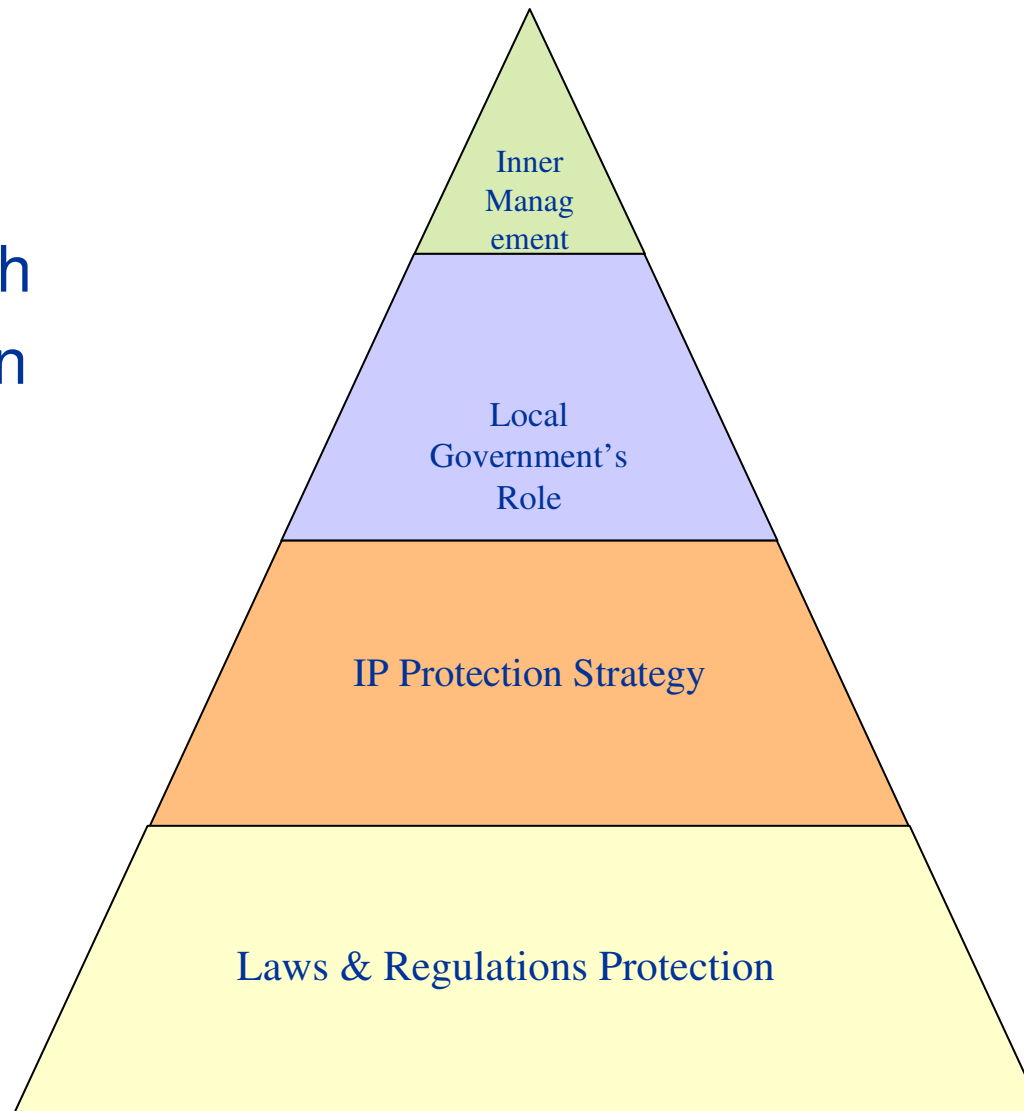 Inner
Manag
ement
h
n
Local
Government’s
Role
IP Protection Strategy
Laws & Regulations Protection